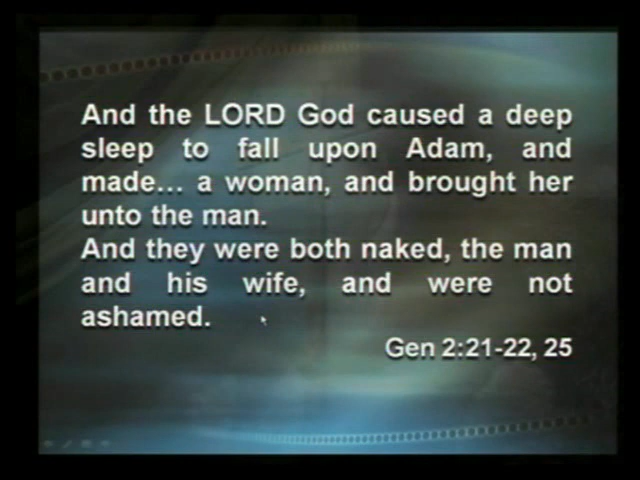 And the LORD God caused a deep
sleep to fall upon Adam, and
made... a woman, and brought her
unto the man.
And they were both naked, the man
and his wife, and were not
ashamed.
Gen 2:21-22, 25